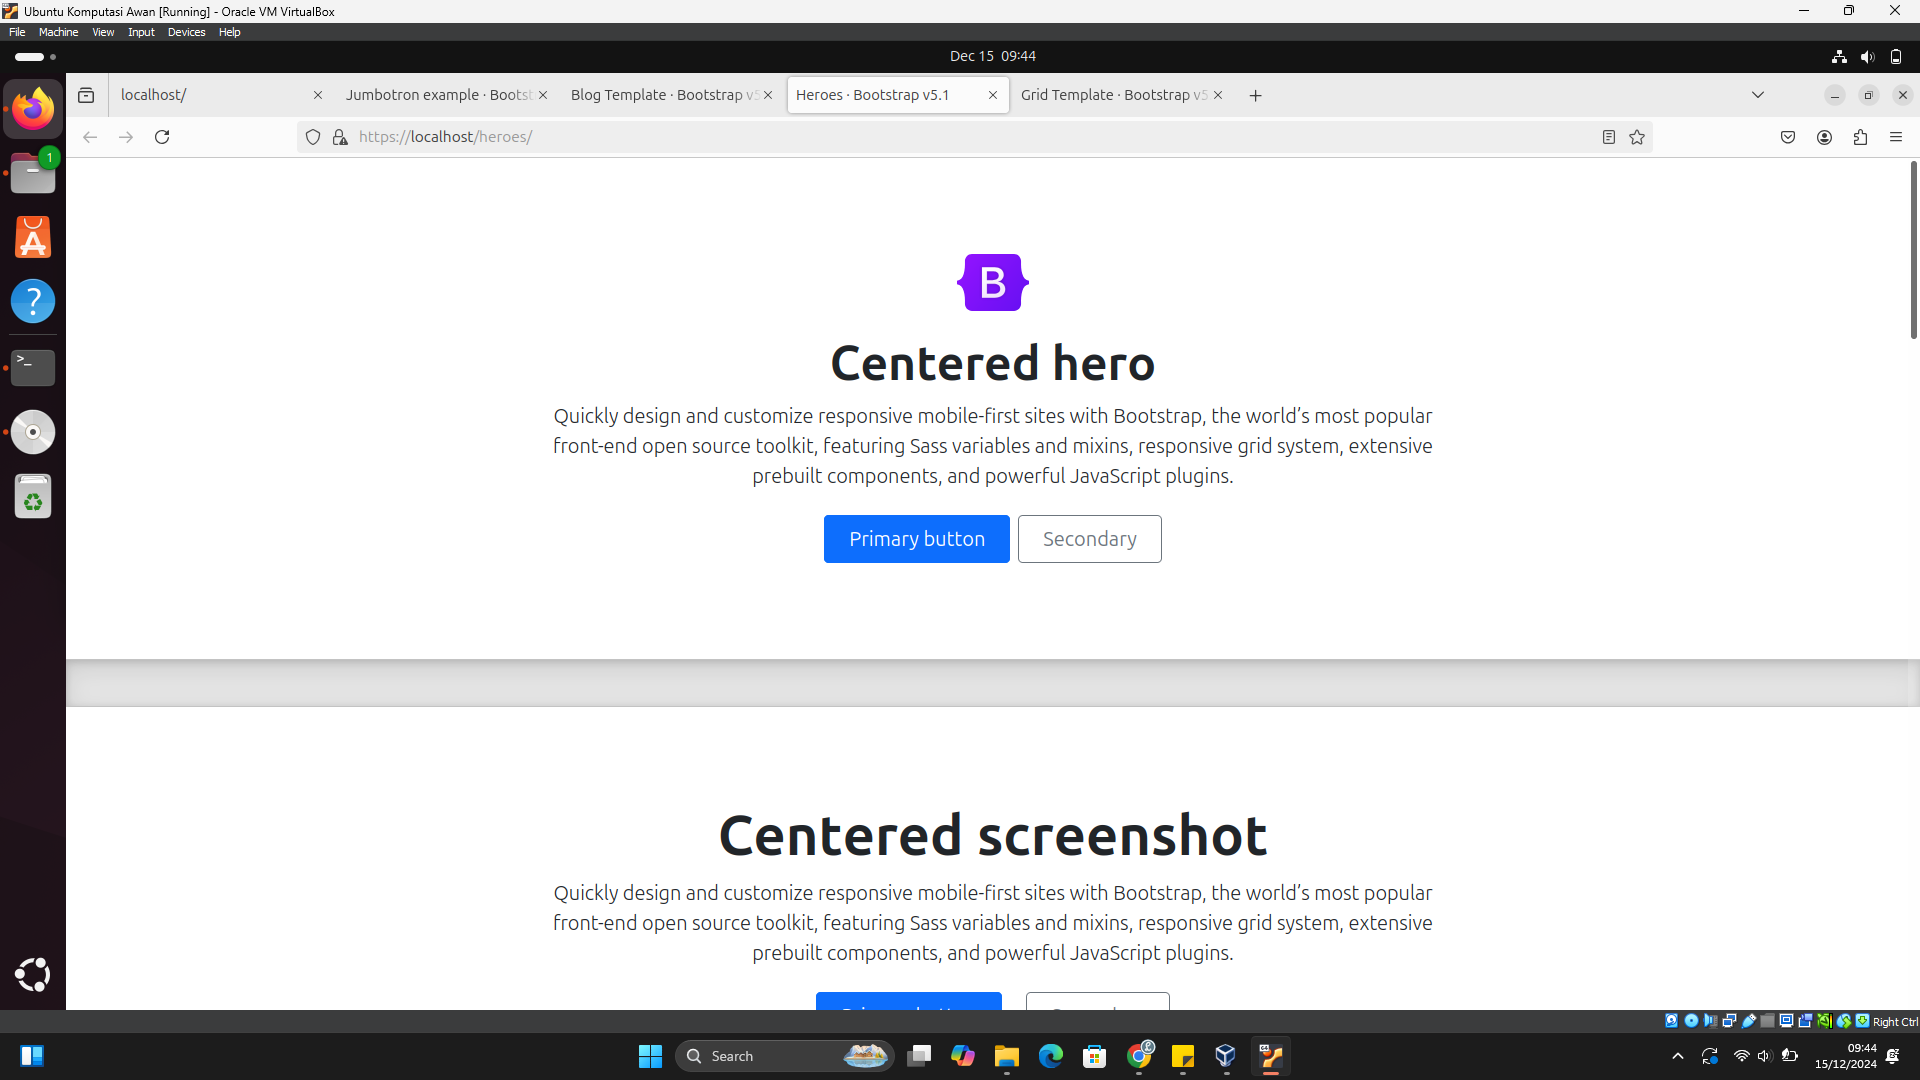 Ubuntu Komputasi Awan [Running] - Oracle VM VirtualBox
File Machine View Input Devices Help
Dec 15 09:44
localhost/
Jumbotron example · Bootst
Blog Template · Bootstrap v5
Heroes · Bootstrap v5.1
Grid Template · Bootstrap v5
https://localhost/heroes/
1
B
Centered hero
Quickly design and customize responsive mobile-first sites with Bootstrap, the world’s most popular
front-end open source toolkit, featuring Sass variables and mixins, responsive grid system, extensive
prebuilt components, and powerful JavaScript plugins.
Primary button
Secondary
Centered screenshot
Quickly design and customize responsive mobile-first sites with Bootstrap, the world’s most popular
front-end open source toolkit, featuring Sass variables and mixins, responsive grid system, extensive
prebuilt components, and powerful JavaScript plugins.
Right Ctrl
Search
09:44
15/12/2024